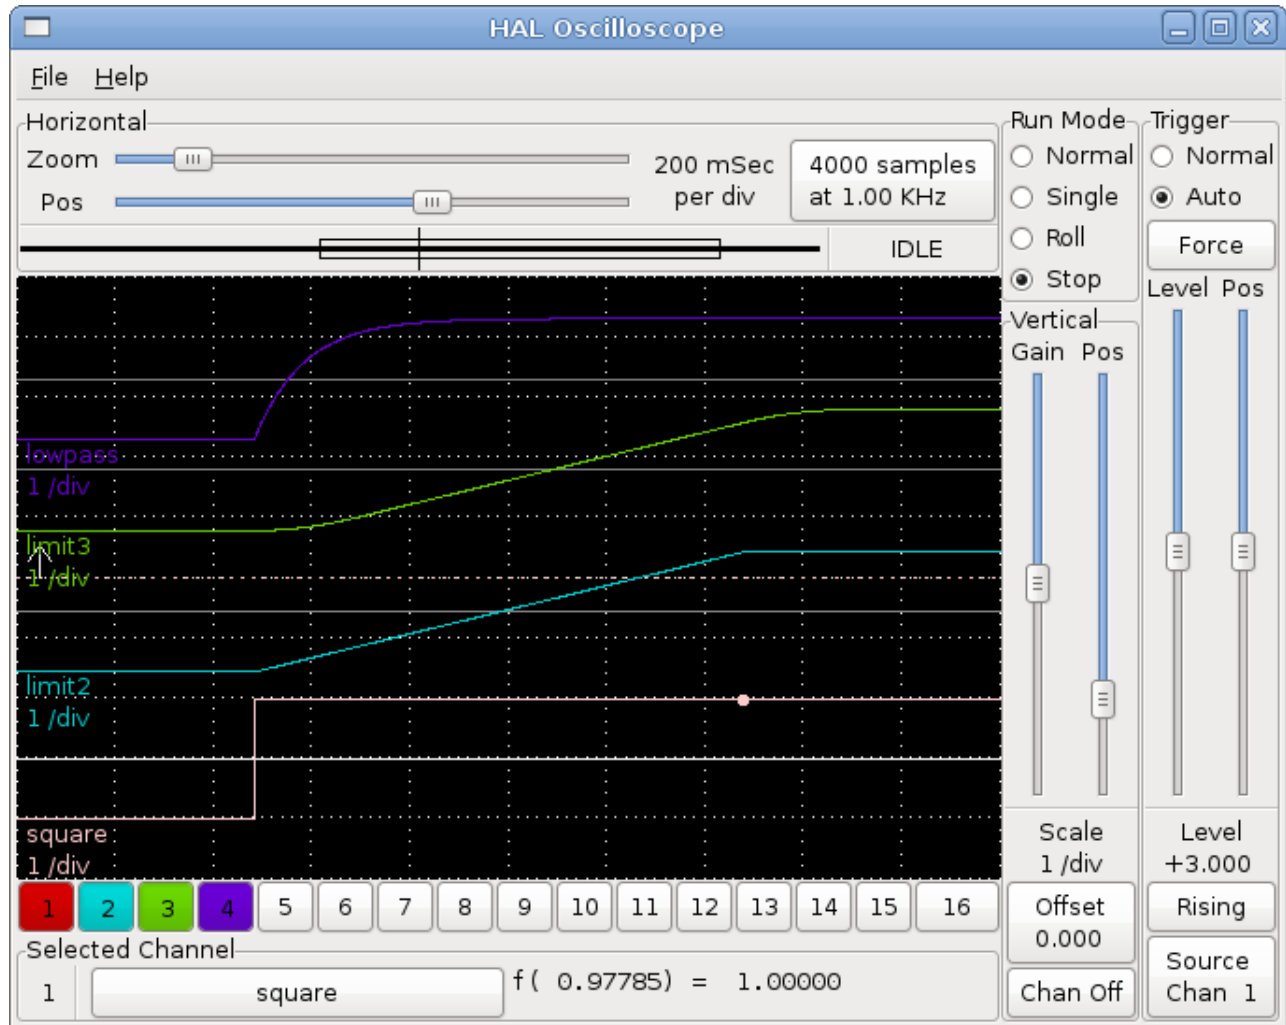 HAL Oscilloscope
File Help
Horizontal
Zoom
Pos
200 mSec
per div
4000 samples
at 1.00 KHz
IDLE
Run Mode
Normal
Single
Roll
Stop
Trigger
Normal
Auto
Force
Level Pos
Vertical
Gain Pos
lowpass
1 /div
limit3
1 /div
limit2
1 /div
square
1 /div
Scale
1 /div
Offset
0.000
Chan Off
Level
+3.000
Rising
Source
Chan 1
1 2 3 4 5 6 7 8 9 10 11 12 13 14 15 16
Selected Channel
1 square f( 0.97785) = 1.00000